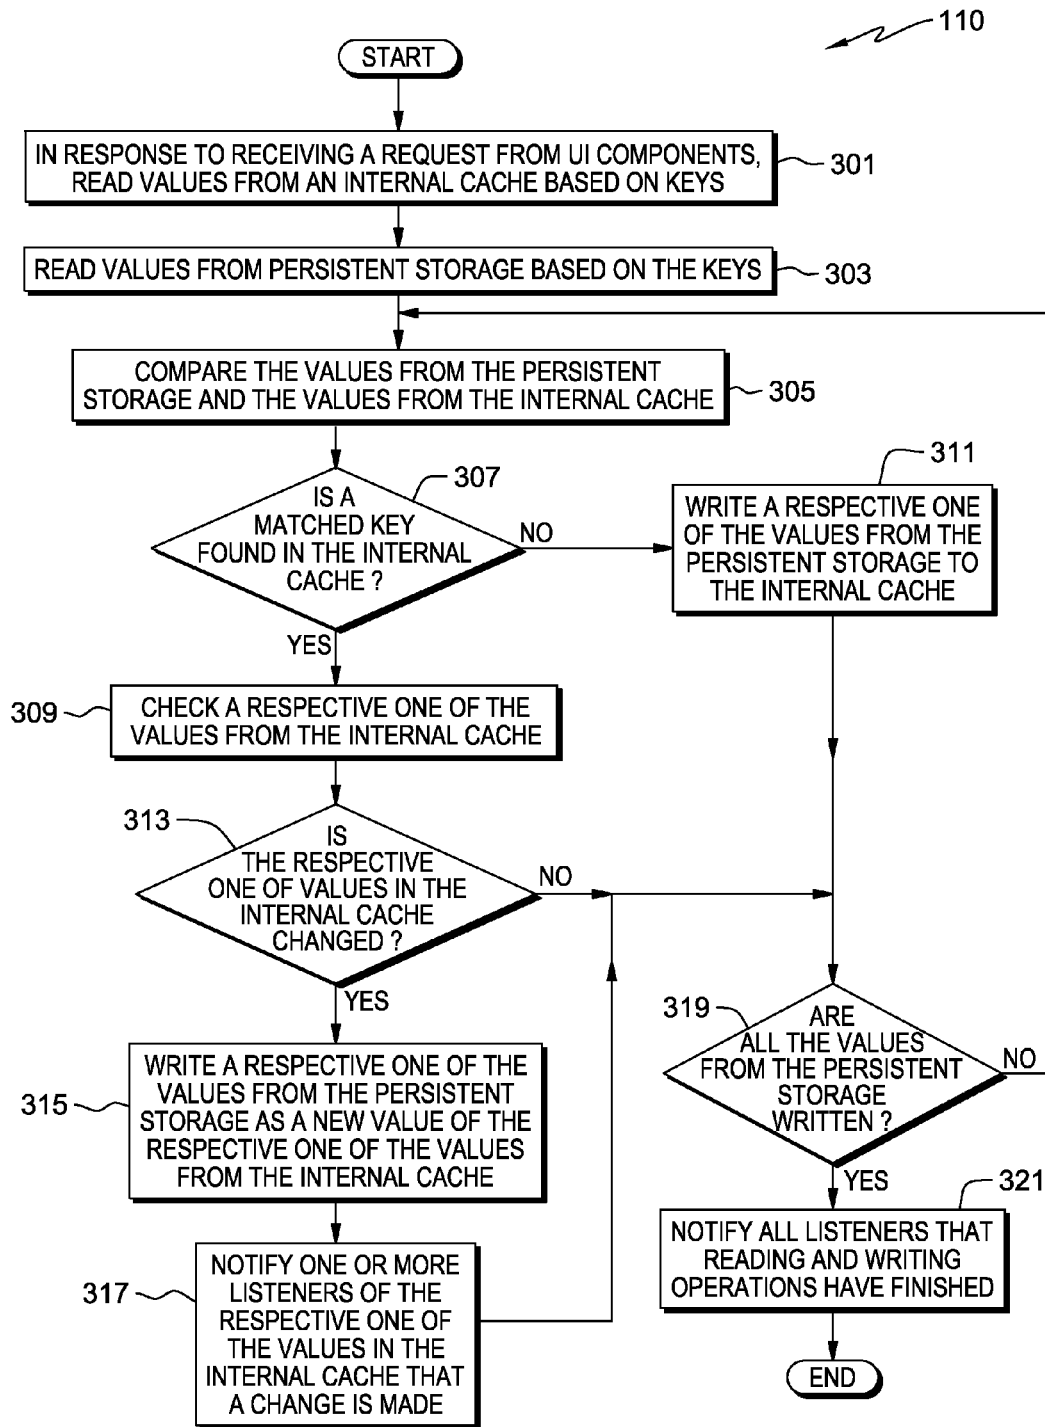 110
START
IN RESPONSE TO RECEIVING A REQUEST FROM UI COMPONENTS,
READ VALUES FROM AN INTERNAL CACHE BASED ON KEYS
301
READ VALUES FROM PERSISTENT STORAGE BASED ON THE KEYS
303
COMPARE THE VALUES FROM THE PERSISTENT
STORAGE AND THE VALUES FROM THE INTERNAL CACHE
305
307
IS A
MATCHED KEY
FOUND IN THE INTERNAL
CACHE ?
NO
YES
311
WRITE A RESPECTIVE ONE
OF THE VALUES FROM THE
PERSISTENT STORAGE TO
THE INTERNAL CACHE
309
CHECK A RESPECTIVE ONE OF THE
VALUES FROM THE INTERNAL CACHE
313
IS
THE RESPECTIVE
ONE OF VALUES IN THE
INTERNAL CACHE
CHANGED ?
NO
YES
315
WRITE A RESPECTIVE ONE OF THE
VALUES FROM THE PERSISTENT
STORAGE AS A NEW VALUE OF THE
RESPECTIVE ONE OF THE VALUES
FROM THE INTERNAL CACHE
317
NOTIFY ONE OR MORE
LISTENERS OF THE
RESPECTIVE ONE OF
THE VALUES IN THE
INTERNAL CACHE THAT
A CHANGE IS MADE
319
ARE
ALL THE VALUES
FROM THE PERSISTENT
STORAGE
WRITTEN ?
NO
YES
321
NOTIFY ALL LISTENERS THAT
READING AND WRITING
OPERATIONS HAVE FINISHED
END